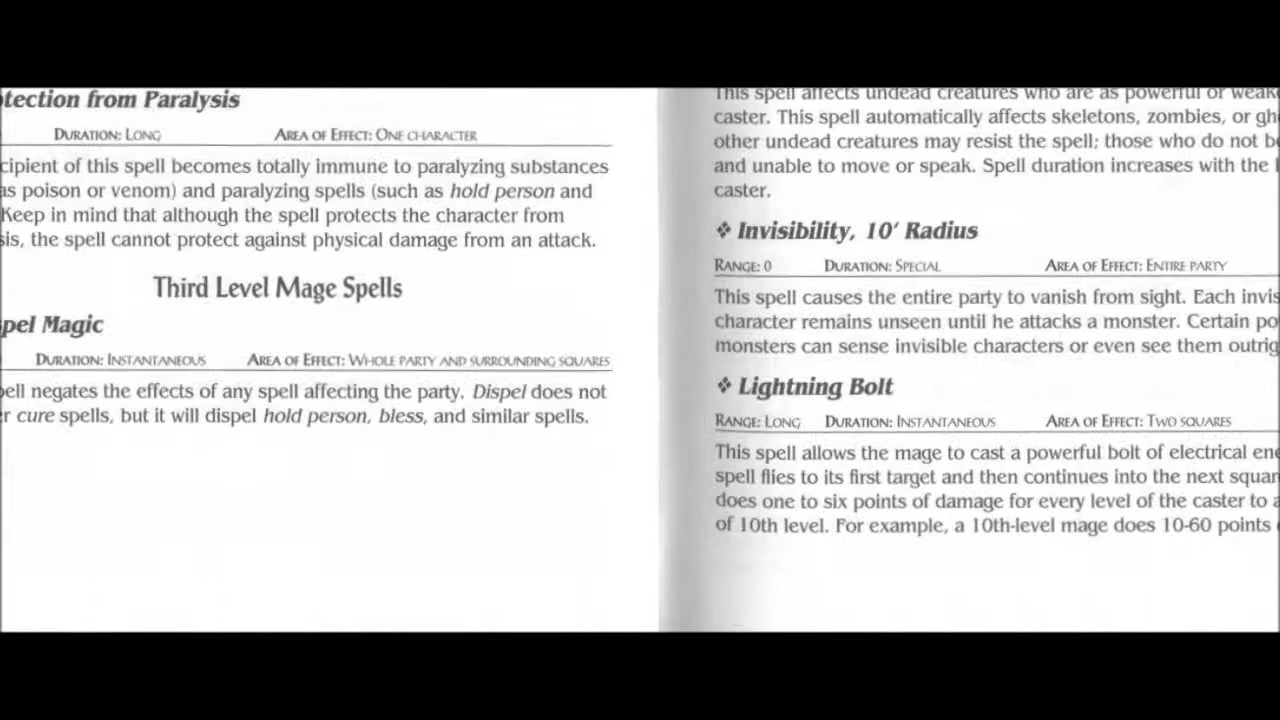 tection from Paralysis
DURATION: LONG AREA OF EFFECT: ONE CHARACTER
cipient of this spell becomes totally immune to paralyzing substances
as poison or venom) and paralyzing spells (such as hold person and
Keep in mind that although the spell protects the character from
sis, the spell cannot protect against physical damage from an attack.
Third Level Mage Spells
pel Magic
DURATION: INSTANTANEOUS AREA OF EFFECT: WHOLE PARTY AND SURROUNDING SQUARES
ell negates the effects of any spell affecting the party. Dispel does not
r cure spells, but it will dispel hold person, bless, and similar spells.
This spell affects undead creatures who are as powerful or weak
caster. This spell automatically affects skeletons, zombies, or gh
other undead creatures may resist the spell; those who do not b
and unable to move or speak. Spell duration increases with the
caster.
❖ Invisibility, 10' Radius
RANGE: 0 DURATION: SPECIAL AREA OF EFFECT: ENTIRE PARTY
This spell causes the entire party to vanish from sight. Each invis
character remains unseen until he attacks a monster. Certain po
monsters can sense invisible characters or even see them outrig
❖ Lightning Bolt
RANGE: LONG DURATION: INSTANTANEOUS AREA OF EFFECT: TWO SQUARES
This spell allows the mage to cast a powerful bolt of electrical ene
spell flies to its first target and then continues into the next squar
does one to six points of damage for every level of the caster to a
of 10th level. For example, a 10th-level mage does 10-60 points